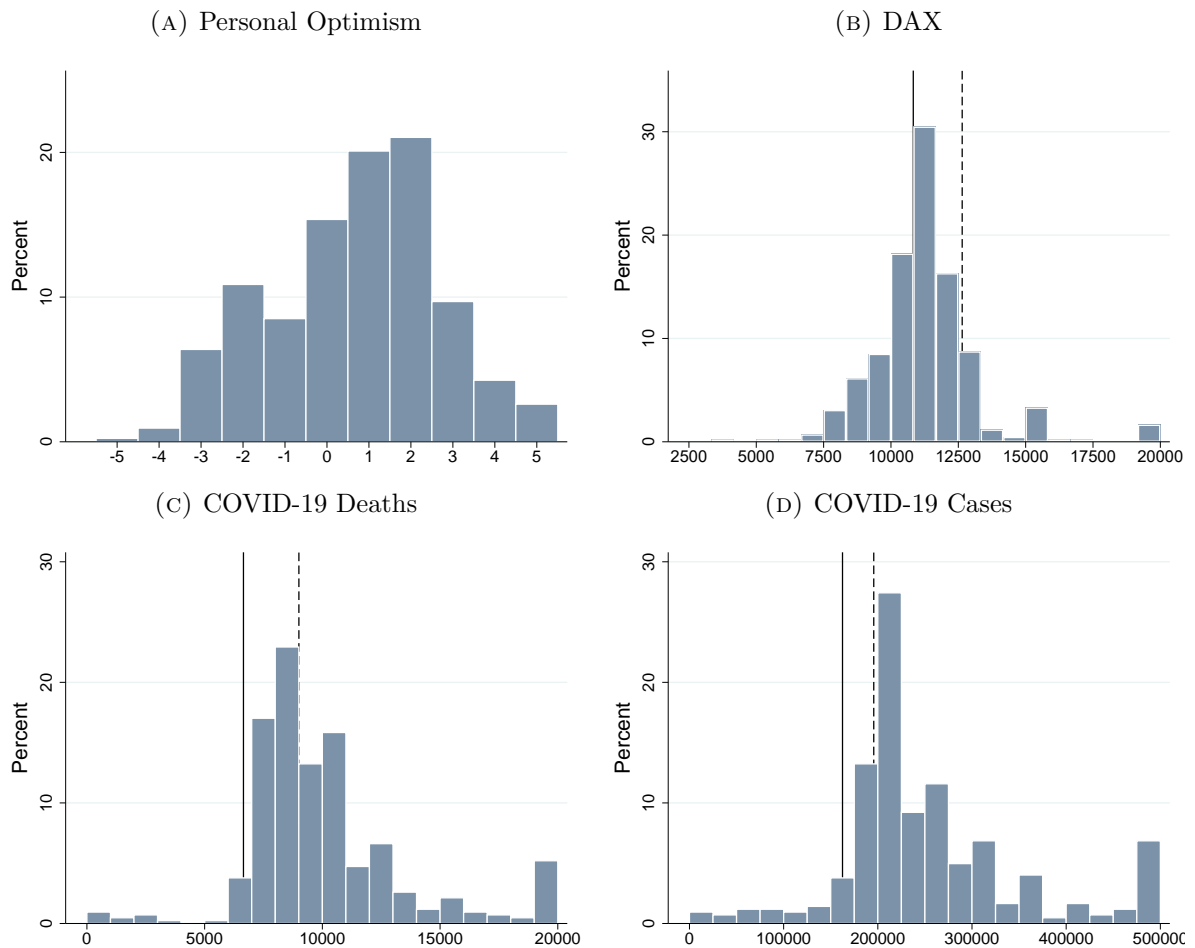 (A) Personal Optimism
Percent
20
10
0
-5 -4 -3 -2 -1 0 1 2 3 4 5
(B) DAX
Percent
30
20
10
0
2500 5000 7500 10000 12500 15000 17500 20000
(C) COVID-19 Deaths
Percent
30
20
10
0
0 5000 10000 15000 20000
(D) COVID-19 Cases
Percent
30
20
10
0
0 100000 200000 300000 400000 500000